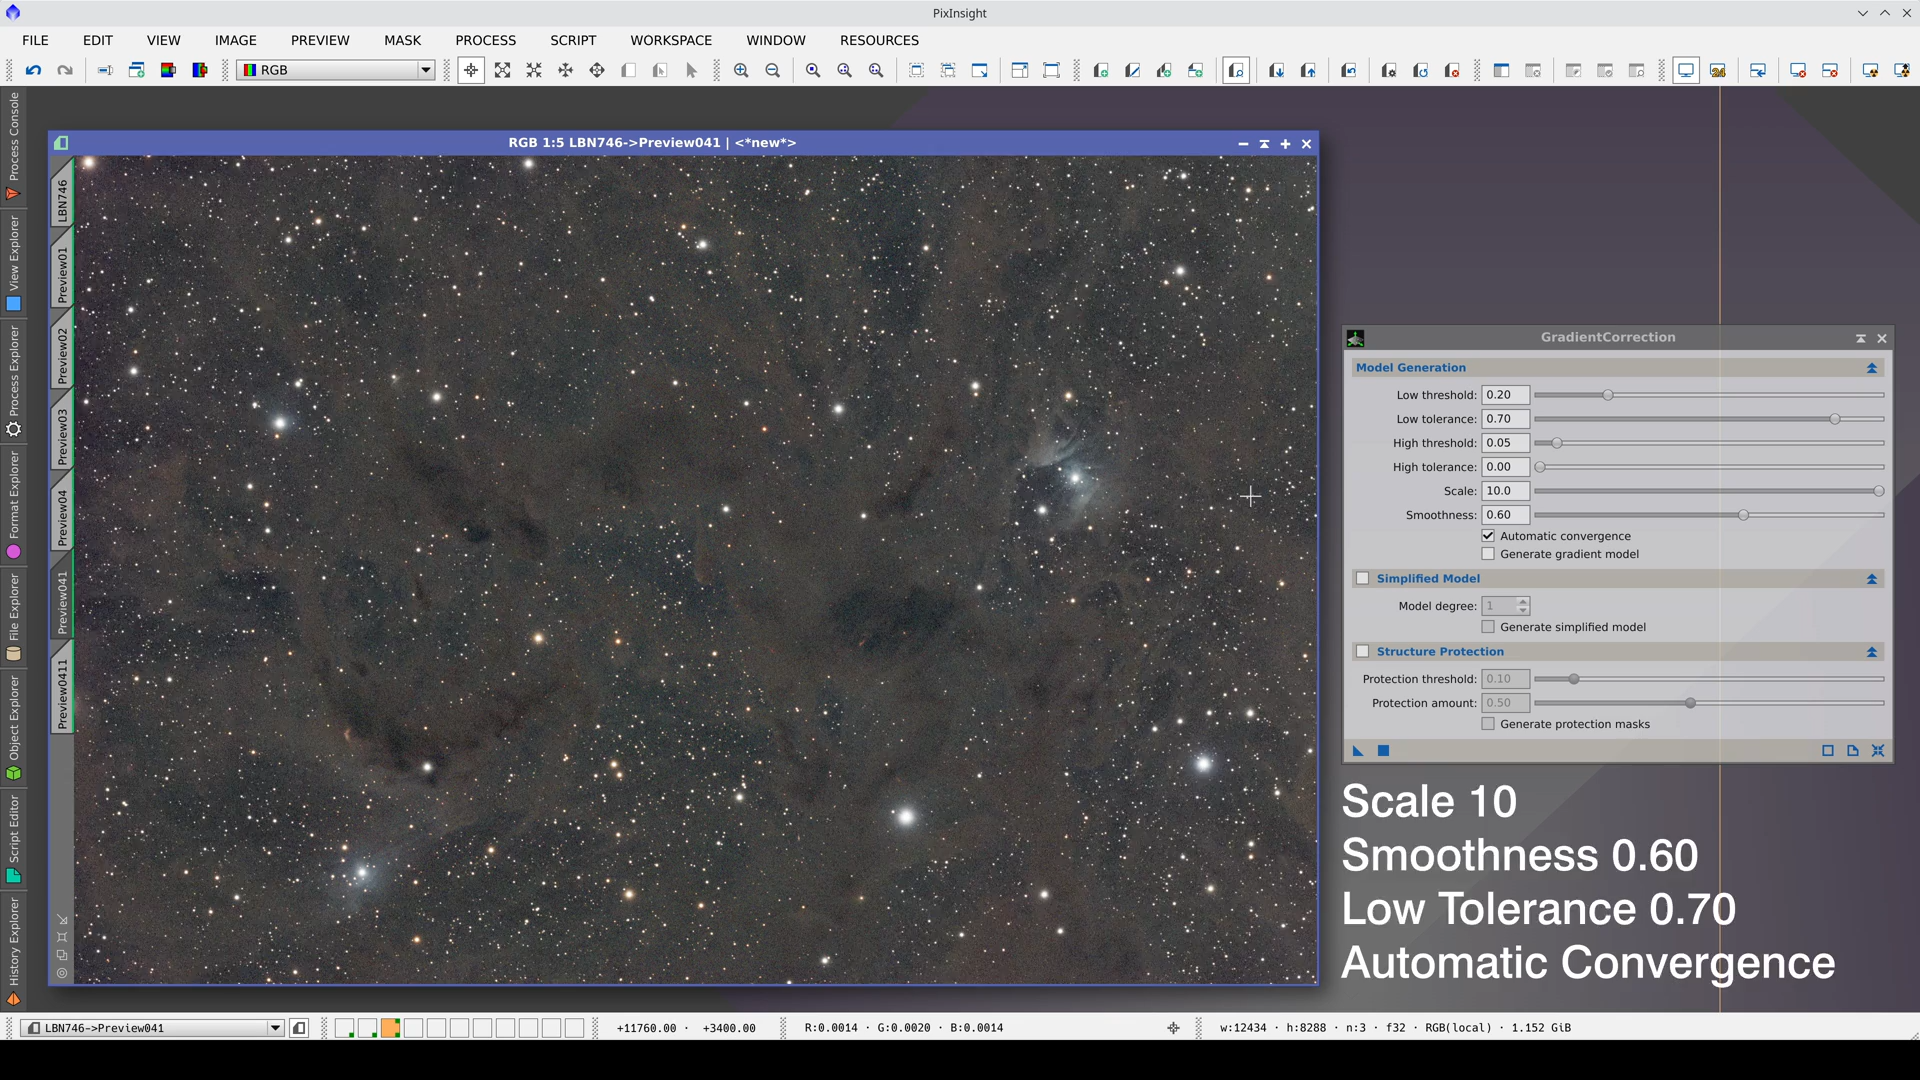 PixInsight
FILE EDIT VIEW IMAGE PREVIEW MASK PROCESS SCRIPT WORKSPACE WINDOW RESOURCES
RGB
Process Console
View Explorer
Process Explorer
Format Explorer
File Explorer
Object Explorer
Script Editor
History Explorer
RGB 1:5 LBN746->Preview041 | <*new*>
LBN746
Preview01
Preview02
Preview03
Preview04
Preview041
Preview0411
GradientCorrection
Model Generation
Low threshold: 0.20
Low tolerance: 0.70
High threshold: 0.05
High tolerance: 0.00
Scale: 10.0
Smoothness: 0.60
Automatic convergence
Generate gradient model
Simplified Model
Model degree: 1
Generate simplified model
Structure Protection
Protection threshold: 0.10
Protection amount: 0.50
Generate protection masks
Scale 10
Smoothness 0.60
Low Tolerance 0.70
Automatic Convergence
LBN746->Preview041
+11760.00 · +3400.00
R:0.0014 · G:0.0020 · B:0.0014
w:12434 · h:8288 · n:3 · f32 · RGB(local) · 1.152 GiB